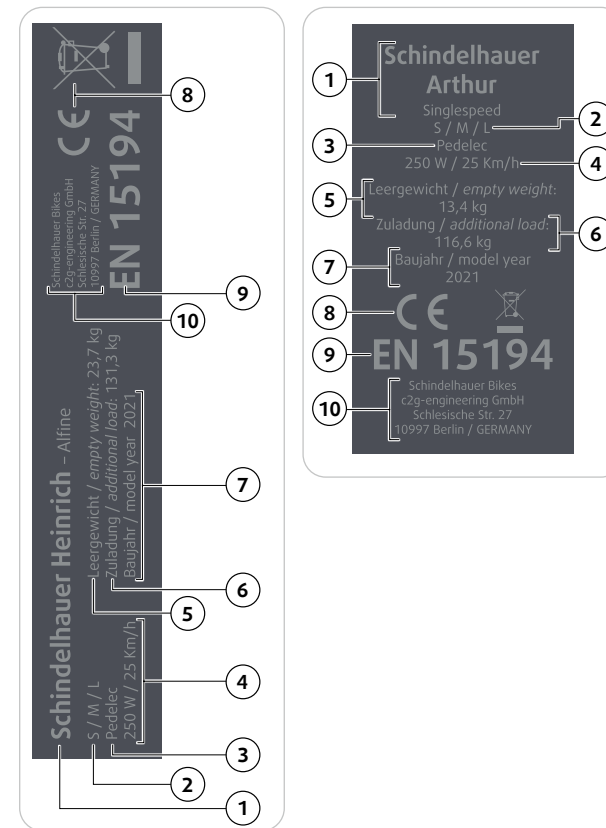 Schindelhauer Heinrich – Alfine
S / M / L
Pedelec
250 W / 25 Km/h
Leergewicht / empty weight: 23,7 kg
Zuladung / additional load: 131,3 kg
Baujahr / model year 2021
Schindelhauer Bikes
c2g-engineering GmbH
Schlesische Str. 27
10997 Berlin / GERMANY
CE
EN 15194
8
9
10
7
6
5
4
3
2
1
Schindelhauer
Arthur
Singlespeed
S / M / L
Pedelec
250 W / 25 Km/h
Leergewicht / empty weight:
13,4 kg
Zuladung / additional load:
116,6 kg
Baujahr / model year
2021
CE
EN 15194
Schindelhauer Bikes
c2g-engineering GmbH
Schlesische Str. 27
10997 Berlin / GERMANY
1
2
3
4
5
6
7
8
9
10